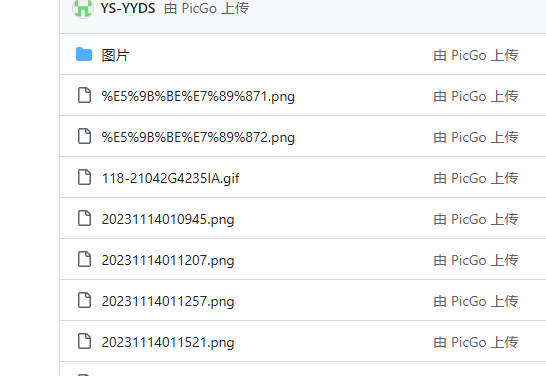 YS-YYDS 由 PicGo 上传
图片 由 PicGo 上传
%E5%9B%BE%E7%89%871.png 由 PicGo 上传
%E5%9B%BE%E7%89%872.png 由 PicGo 上传
118-21042G4235IA.gif 由 PicGo 上传
20231114010945.png 由 PicGo 上传
20231114011207.png 由 PicGo 上传
20231114011257.png 由 PicGo 上传
20231114011521.png 由 PicGo 上传